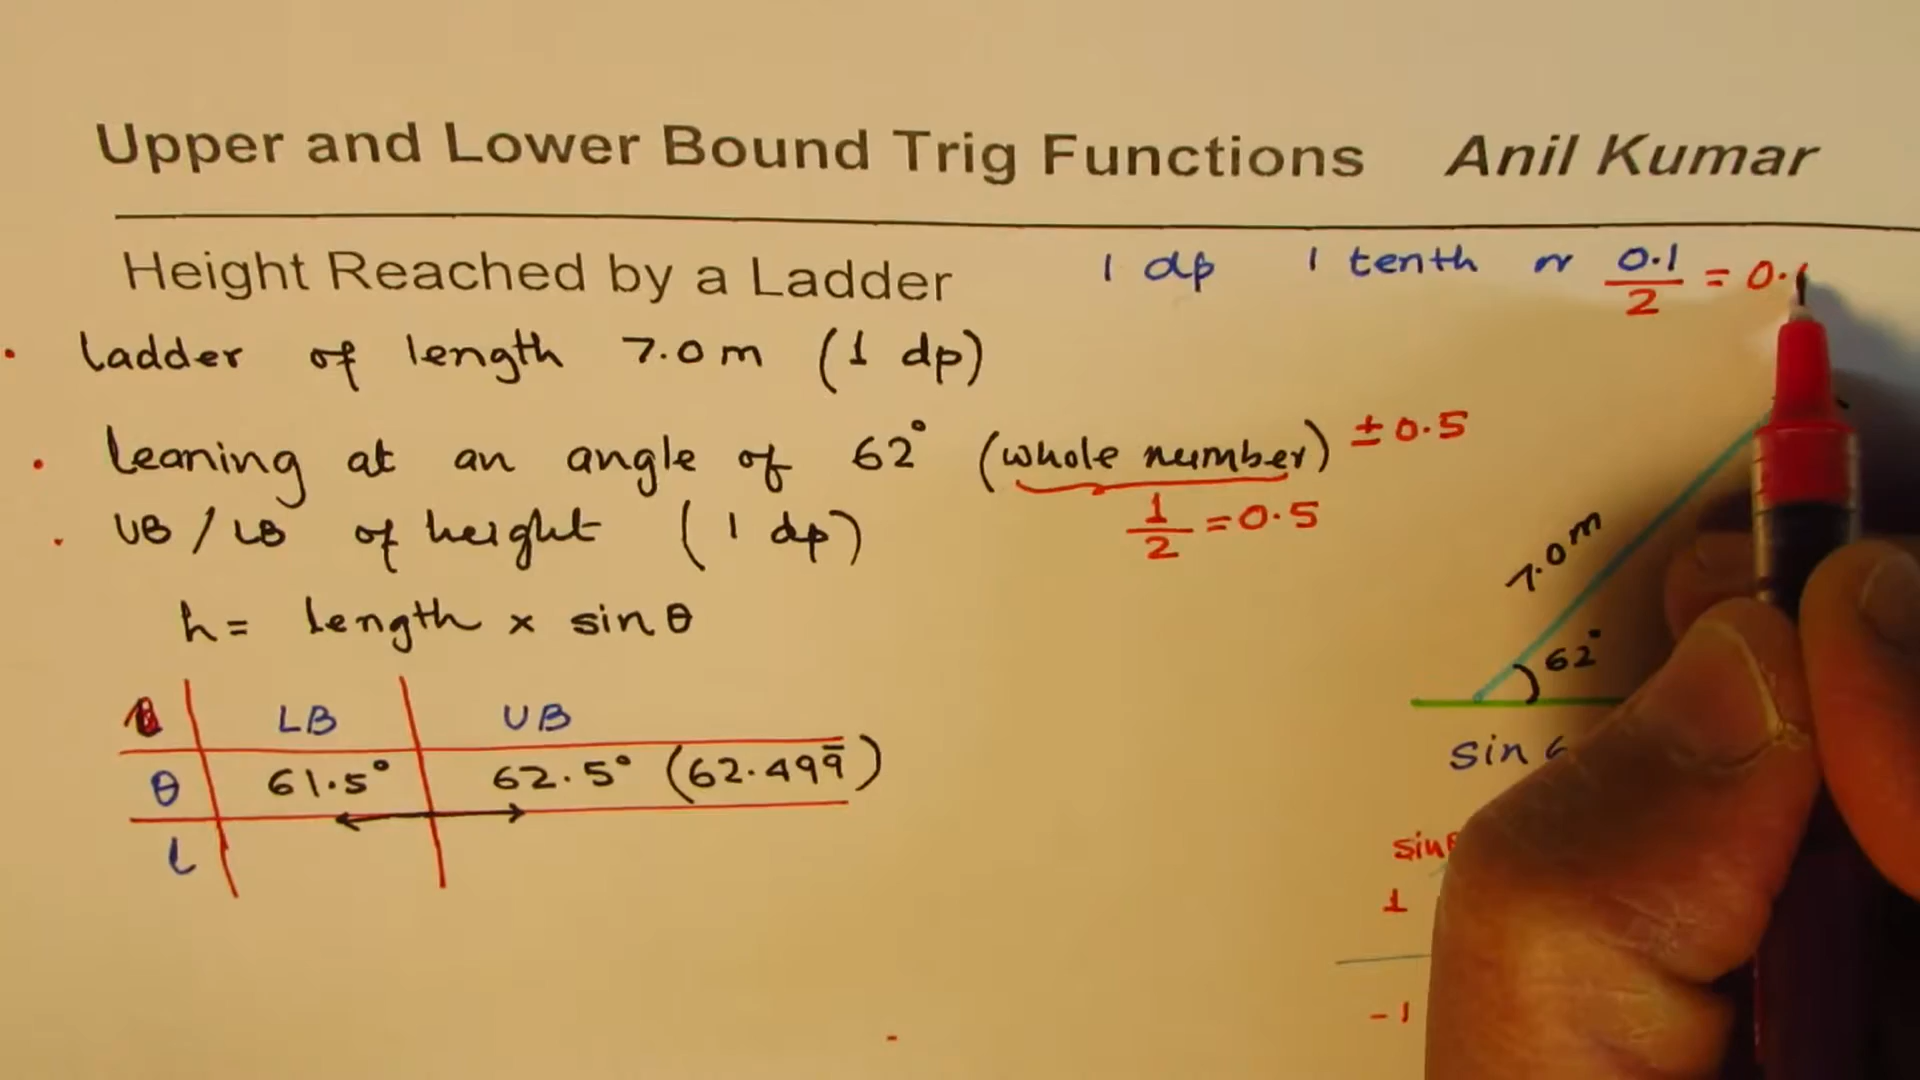 Upper and Lower Bound Trig Functions Anil Kumar
Height Reached by a Ladder
1 dp 1 tenth or 0.1/2 = 0.
ladder of length 7.0 m (1 dp)
leaning at an angle of 62° (whole number) ± 0.5
1/2 = 0.5
UB / LB of height (1 dp)
h = length × sin θ
LB UB
θ 61.5° 62.5° (62.499̅)
L
7.0 m
62°
sin
sin
1
-1